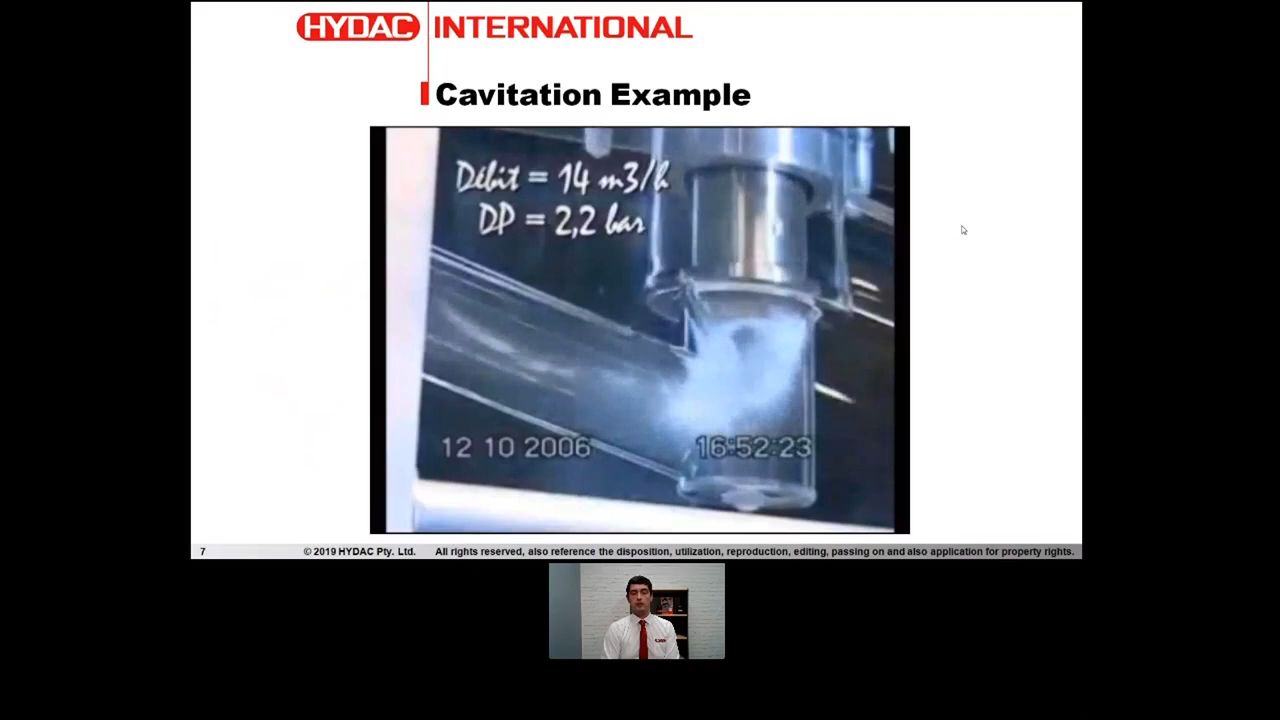 HYDAC INTERNATIONAL
Cavitation Example
Débit = 14 m3/h
DP = 2,2 bar
12 10 2006 16:52:23
7 © 2019 HYDAC Pty. Ltd. All rights reserved, also reference the disposition, utilization, reproduction, editing, passing on and also application for property rights.